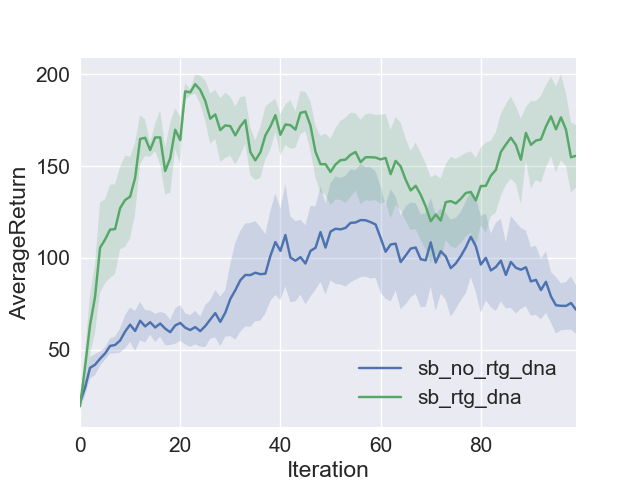 200
150
100
50
AverageReturn
sb_no_rtg_dna
sb_rtg_dna
0 20 40 60 80
Iteration